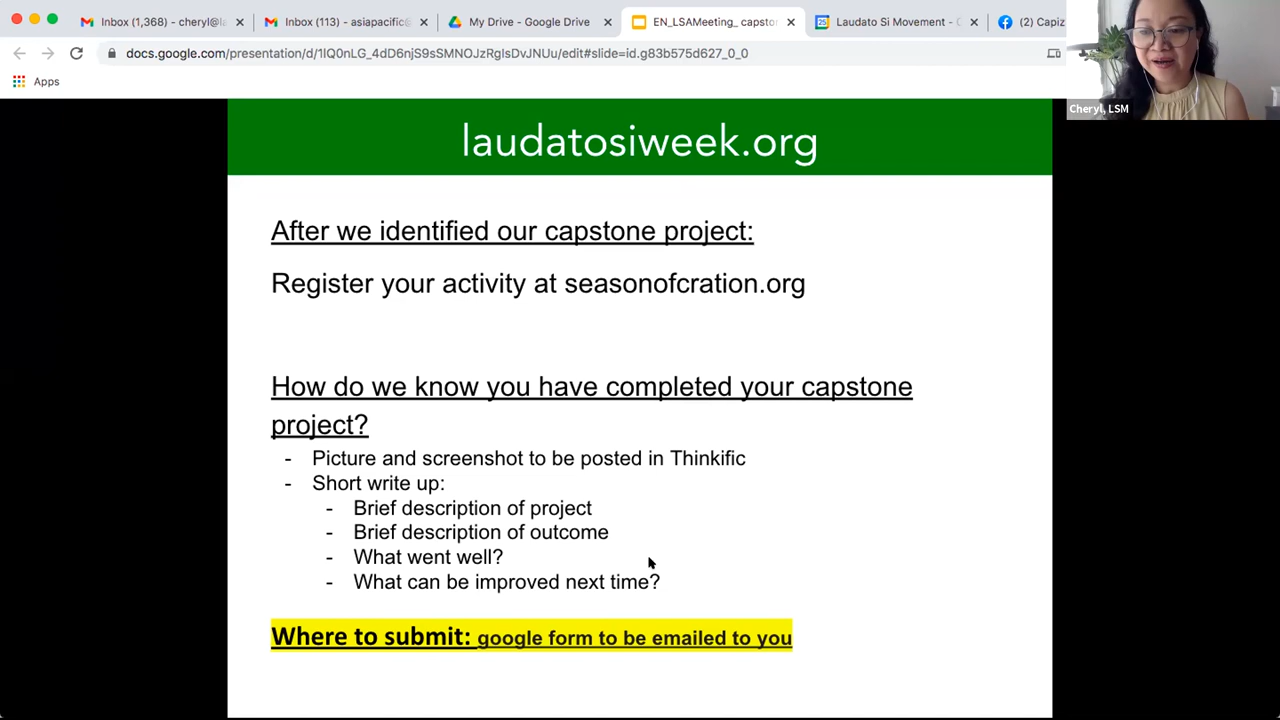 Inbox (1,368) - cheryl@la
Inbox (113) - asiapacific@
My Drive - Google Drive
EN_LSAMeeting_ capstor
Laudato Si Movement - C
(2) Capiz
docs.google.com/presentation/d/1lQ0nLG_4dD6njS9sSMNOJzRglsDvJNUu/edit#slide=id.g83b575d627_0_0
Apps
Cheryl, LSM
laudatosiweek.org
After we identified our capstone project:
Register your activity at seasonofcration.org
How do we know you have completed your capstone
project?
- Picture and screenshot to be posted in Thinkific
- Short write up:
- Brief description of project
- Brief description of outcome
- What went well?
- What can be improved next time?
Where to submit: google form to be emailed to you